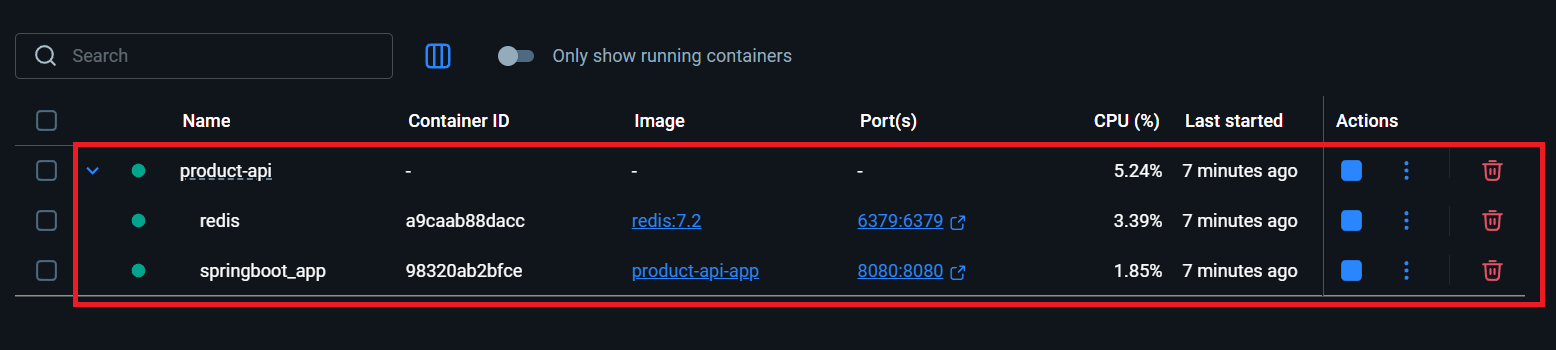 Search Only show running containers
Name Container ID Image Port(s) CPU (%) Last started Actions
product-api - - - 5.24% 7 minutes ago
redis a9caab88dacc redis:7.2 6379:6379 3.39% 7 minutes ago
springboot_app 98320ab2bfce product-api-app 8080:8080 1.85% 7 minutes ago